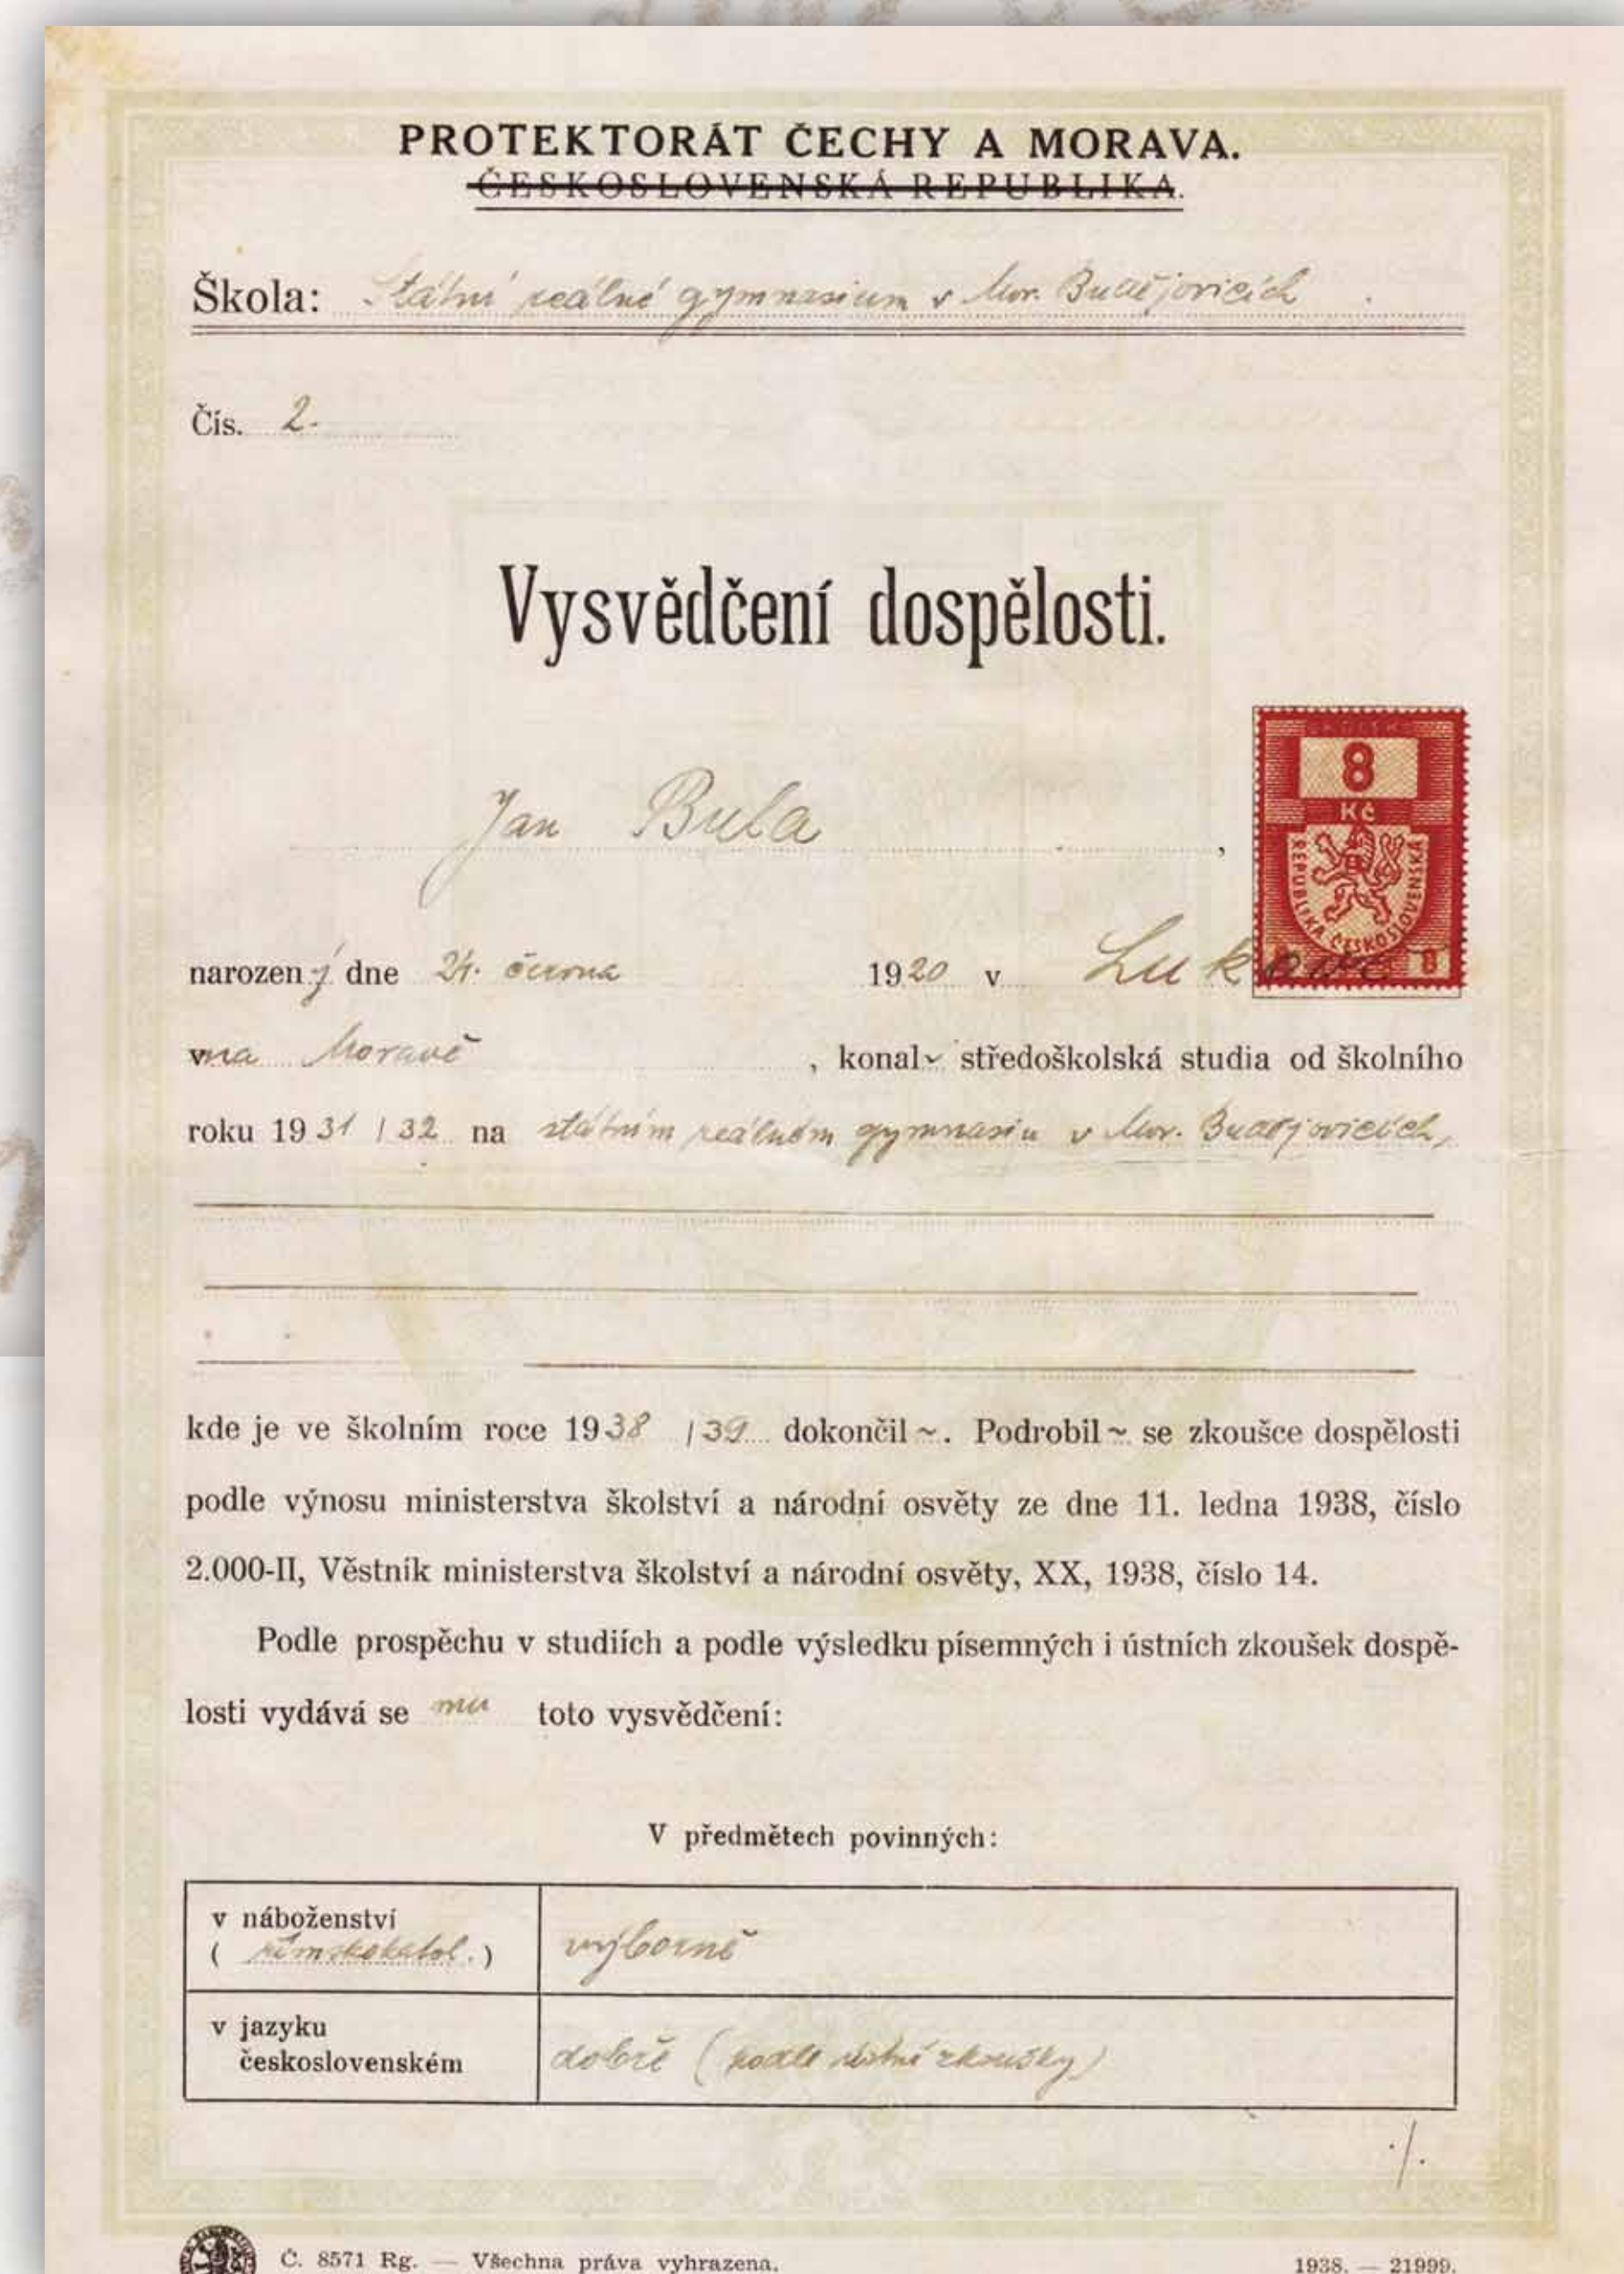 PROTEKTORÁT ČECHY A MORAVA.
ČESKOSLOVENSKÁ REPUBLIKA.
Škola: Státní reálné gymnasium v Mor. Budějovicích
Čís. 2.
Vysvědčení dospělosti.
8
Kč
REPUBLIKA ČESKOSLOVENSKÁ
8
Jan Bula,
narozený dne 24. června 1920 v Lukově
na Moravě, konal~ středoškolská studia od školního
roku 1931/32 na státním reálném gymnasiu v Mor. Budějovicích,
kde je ve školním roce 1938/39 dokončil~. Podrobil~ se zkoušce dospělosti
podle výnosu ministerstva školství a národní osvěty ze dne 11. ledna 1938, číslo
2.000-II, Věstník ministerstva školství a národní osvěty, XX, 1938, číslo 14.
Podle prospěchu v studiích a podle výsledku písemných i ústních zkoušek dospě-
losti vydává se mu toto vysvědčení:
V předmětech povinných:
v náboženství
(římskokatol.)
výborně
v jazyku
československém
dobře (podle ústní zkoušky)
./.
Č. 8571 Rg. — Všechna práva vyhrazena.
1938. — 21999.